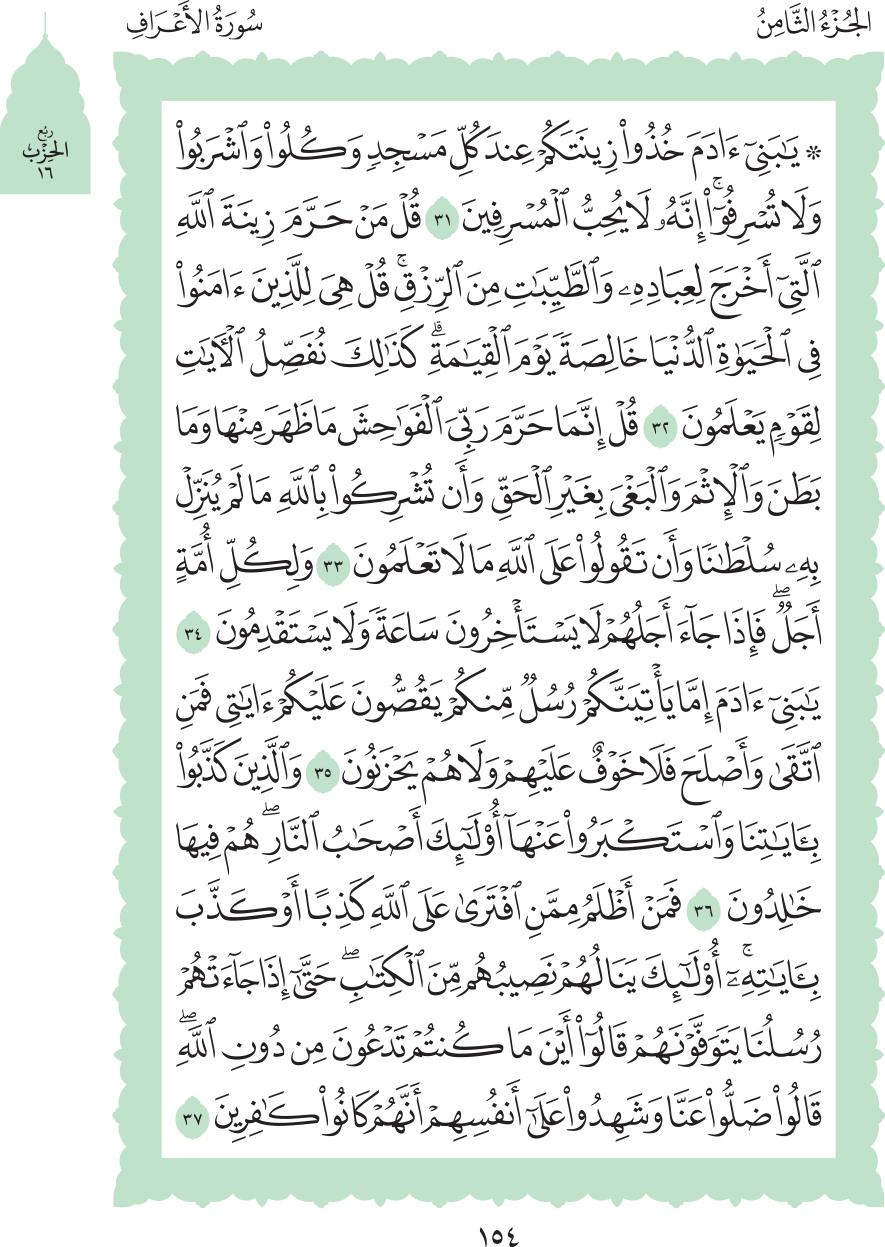 الجُزْءُ الثَّامِنُ
سُورَةُ الأَعْرَافِ
رُبع
الحِزْب
١٦
۞ يَٰبَنِيٓ ءَادَمَ خُذُواْ زِينَتَكُمۡ عِندَ كُلِّ مَسۡجِدٖ وَكُلُواْ وَٱشۡرَبُواْ
وَلَا تُسۡرِفُوٓاْۚ إِنَّهُۥ لَا يُحِبُّ ٱلۡمُسۡرِفِينَ ٣١ قُلۡ مَنۡ حَرَّمَ زِينَةَ ٱللَّهِ
ٱلَّتِيٓ أَخۡرَجَ لِعِبَادِهِۦ وَٱلطَّيِّبَٰتِ مِنَ ٱلرِّزۡقِۚ قُلۡ هِيَ لِلَّذِينَ ءَامَنُواْ
فِي ٱلۡحَيَوٰةِ ٱلدُّنۡيَا خَالِصَةٗ يَوۡمَ ٱلۡقِيَٰمَةِۗ كَذَٰلِكَ نُفَصِّلُ ٱلۡأٓيَٰتِ
لِقَوۡمٖ يَعۡلَمُونَ ٣٢ قُلۡ إِنَّمَا حَرَّمَ رَبِّيَ ٱلۡفَوَٰحِشَ مَا ظَهَرَ مِنۡهَا وَمَا
بَطَنَ وَٱلۡإِثۡمَ وَٱلۡبَغۡيَ بِغَيۡرِ ٱلۡحَقِّ وَأَن تُشۡرِكُواْ بِٱللَّهِ مَا لَمۡ يُنَزِّلۡ
بِهِۦ سُلۡطَٰنٗا وَأَن تَقُولُواْ عَلَى ٱللَّهِ مَا لَا تَعۡلَمُونَ ٣٣ وَلِكُلِّ أُمَّةٍ
أَجَلٞۖ فَإِذَا جَآءَ أَجَلُهُمۡ لَا يَسۡتَأۡخِرُونَ سَاعَةٗ وَلَا يَسۡتَقۡدِمُونَ ٣٤
يَٰبَنِيٓ ءَادَمَ إِمَّا يَأۡتِيَنَّكُمۡ رُسُلٞ مِّنكُمۡ يَقُصُّونَ عَلَيۡكُمۡ ءَايَٰتِي فَمَنِ
ٱتَّقَىٰ وَأَصۡلَحَ فَلَا خَوۡفٌ عَلَيۡهِمۡ وَلَا هُمۡ يَحۡزَنُونَ ٣٥ وَٱلَّذِينَ كَذَّبُواْ
بِـَٔايَٰتِنَا وَٱسۡتَكۡبَرُواْ عَنۡهَآ أُوْلَٰٓئِكَ أَصۡحَٰبُ ٱلنَّارِۖ هُمۡ فِيهَا
خَٰلِدُونَ ٣٦ فَمَنۡ أَظۡلَمُ مِمَّنِ ٱفۡتَرَىٰ عَلَى ٱللَّهِ كَذِبًا أَوۡ كَذَّبَ
بِـَٔايَٰتِهِۦٓۚ أُوْلَٰٓئِكَ يَنَالُهُمۡ نَصِيبُهُم مِّنَ ٱلۡكِتَٰبِۖ حَتَّىٰٓ إِذَا جَآءَتۡهُمۡ
رُسُلُنَا يَتَوَفَّوۡنَهُمۡ قَالُوٓاْ أَيۡنَ مَا كُنتُمۡ تَدۡعُونَ مِن دُونِ ٱللَّهِۖ
قَالُواْ ضَلُّواْ عَنَّا وَشَهِدُواْ عَلَىٰٓ أَنفُسِهِمۡ أَنَّهُمۡ كَانُواْ كَٰفِرِينَ ٣٧
١٥٤